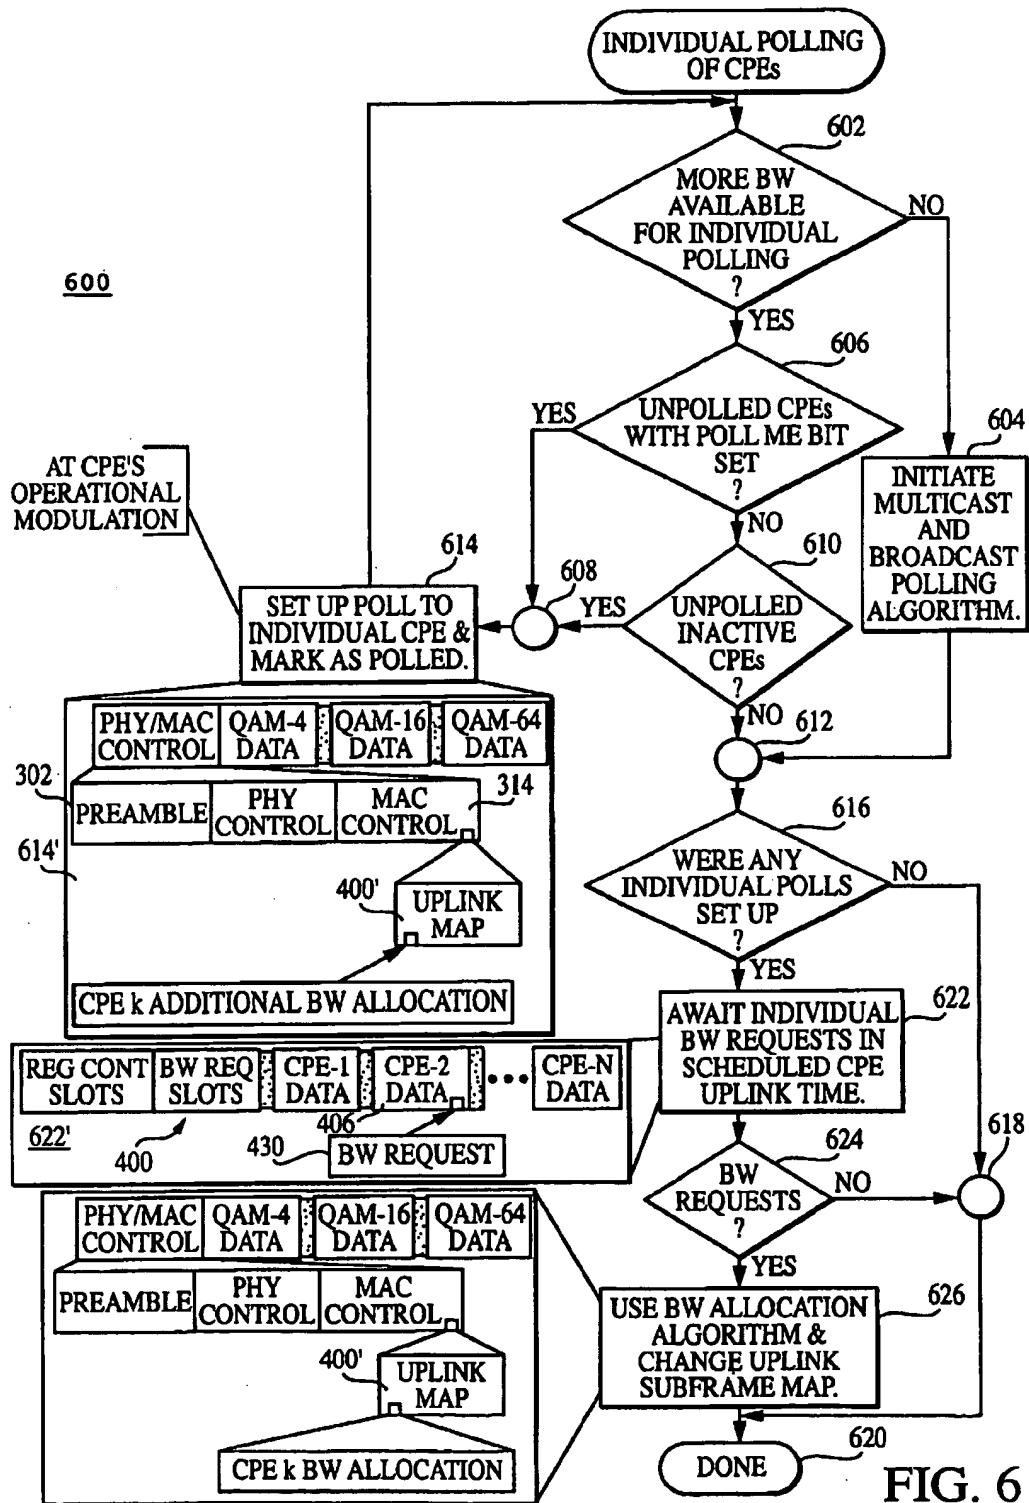 INDIVIDUAL POLLING
OF CPEs
602
MORE BW
AVAILABLE
FOR INDIVIDUAL
POLLING
?
NO
YES
600
606
UNPOLLED CPEs
WITH POLL ME BIT
SET
?
YES
NO
604
INITIATE
MULTICAST
AND
BROADCAST
POLLING
ALGORITHM.
AT CPE'S
OPERATIONAL
MODULATION
610
UNPOLLED
INACTIVE
CPEs
?
YES
NO
608
614
SET UP POLL TO
INDIVIDUAL CPE &
MARK AS POLLED.
612
PHY/MAC
CONTROL
QAM-4
DATA
QAM-16
DATA
QAM-64
DATA
302
PREAMBLE
PHY
CONTROL
MAC
CONTROL
314
614'
400'
UPLINK
MAP
CPE k ADDITIONAL BW ALLOCATION
616
WERE ANY
INDIVIDUAL POLLS
SET UP
?
NO
YES
622
AWAIT INDIVIDUAL
BW REQUESTS IN
SCHEDULED CPE
UPLINK TIME.
REG CONT
SLOTS
BW REQ
SLOTS
CPE-1
DATA
CPE-2
DATA
CPE-N
DATA
622'
400
406
430
BW REQUEST
624
BW
REQUESTS
?
NO
YES
618
PHY/MAC
CONTROL
QAM-4
DATA
QAM-16
DATA
QAM-64
DATA
PREAMBLE
PHY
CONTROL
MAC
CONTROL
400'
UPLINK
MAP
CPE k BW ALLOCATION
626
USE BW ALLOCATION
ALGORITHM &
CHANGE UPLINK
SUBFRAME MAP.
DONE
620
FIG. 6